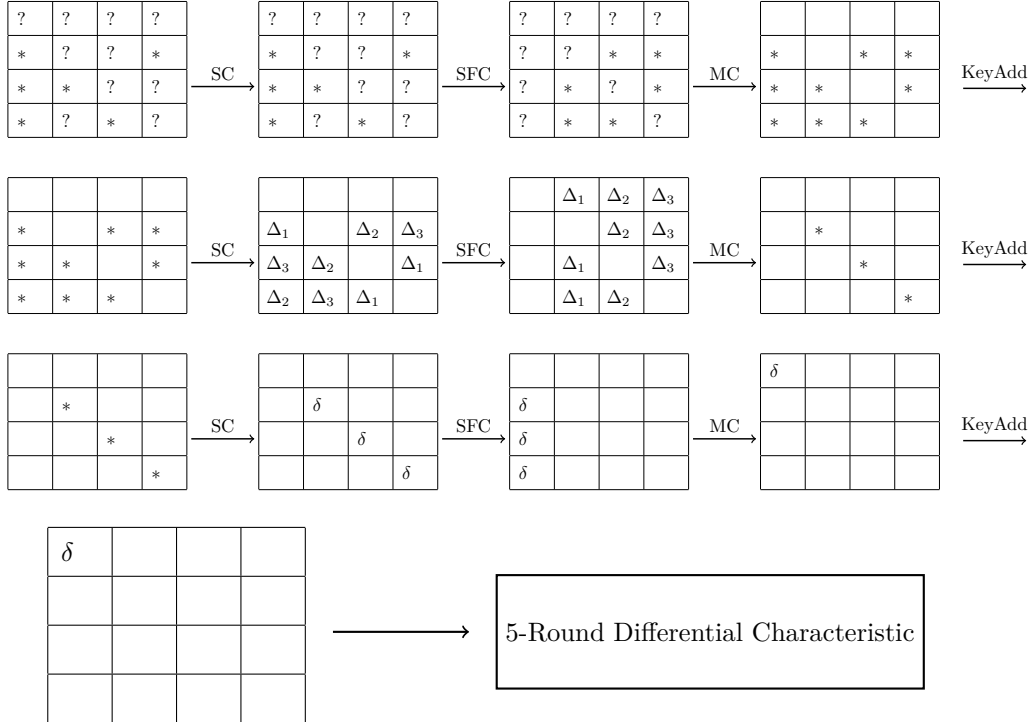 ? ? ? ? ? ? ? ? ? ? ? ?
* ? ? * * ? ? * ? ? * * * * *
SC SFC MC KeyAdd
* * ? ? * * ? ? ? * ? * * * *
* ? * ? * ? * ? ? * * ? * * *
Δ₁ Δ₂ Δ₃
* * * Δ₁ Δ₂ Δ₃ Δ₂ Δ₃ *
SC SFC MC KeyAdd
* * * Δ₃ Δ₂ Δ₁ Δ₁ Δ₃ *
* * * Δ₂ Δ₃ Δ₁ Δ₁ Δ₂ *
δ
* δ δ
SC SFC MC KeyAdd
* δ δ
* δ δ
δ
5-Round Differential Characteristic